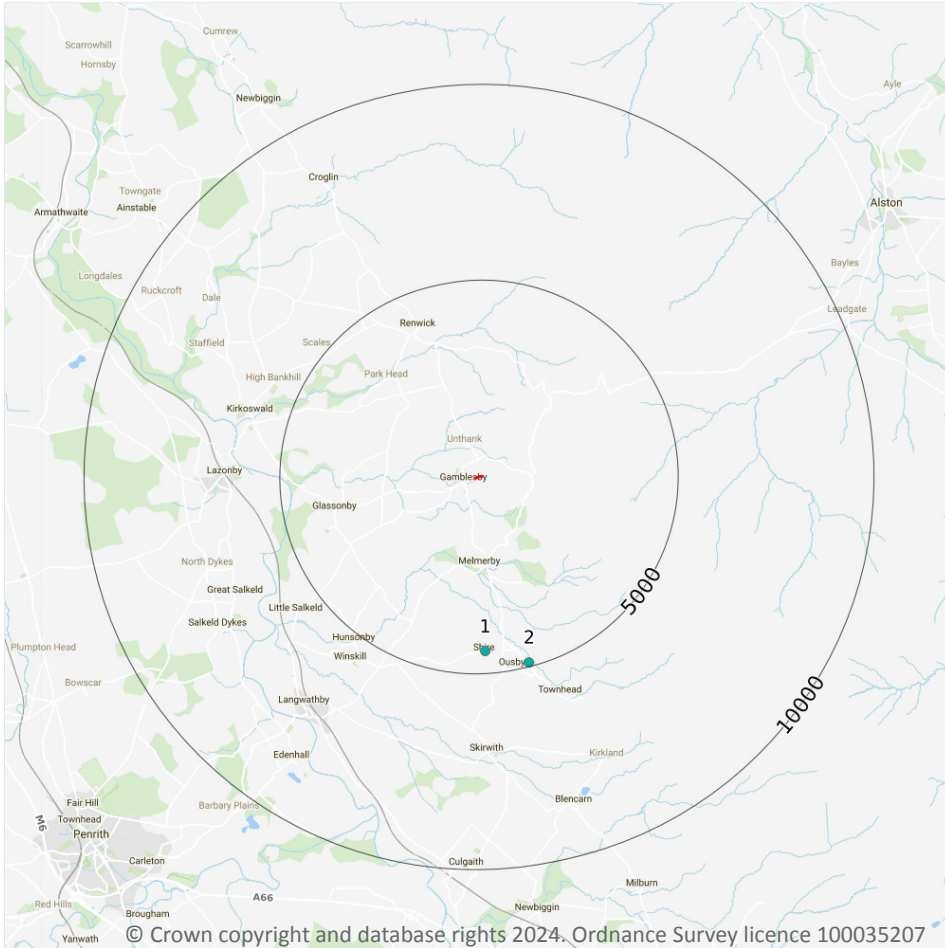 Cumrew
Scarrowhill
Hornsby
Ayle
Newbiggin
Croglin
Towngate
Ainstable
Armathwaite
Alston
Bayles
Longdales
Ruckcroft
Dale
Leadgate
Renwick
Staffield
Scales
High Bankhill
Park Head
Kirkoswald
Unthank
Lazonby
Gamblesby
Glassonby
North Dykes
Melmerby
Great Salkeld
5000
Little Salkeld
Salkeld Dykes
1
2
Hunsonby
Plumpton Head
Shire
Winskill
Ousby
Bowscar
Townhead
10000
Langwathby
Skirwith
Kirkland
Edenhall
Blencarn
Fair Hill
Barbary Plains
Townhead
M6
Penrith
Carleton
Culgaith
Milburn
A66
Red Hills
Newbiggin
Brougham
Yanwath
© Crown copyright and database rights 2024. Ordnance Survey licence 100035207